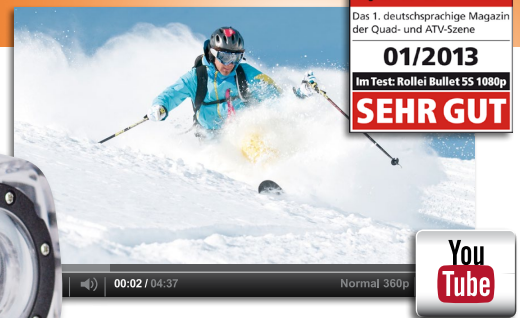 Das 1. deutschsprachige Magazin
der Quad- und ATV-Szene
01/2013
Im Test: Rollei Bullet 5S 1080p
SEHR GUT
00:02 / 04:37
Normal 360p
You
Tube